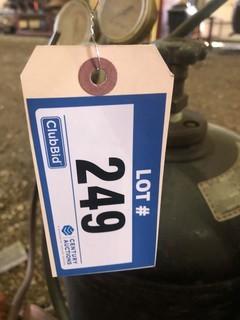 LOT #
249
ClubBid
CENTURY
AUCTIONS